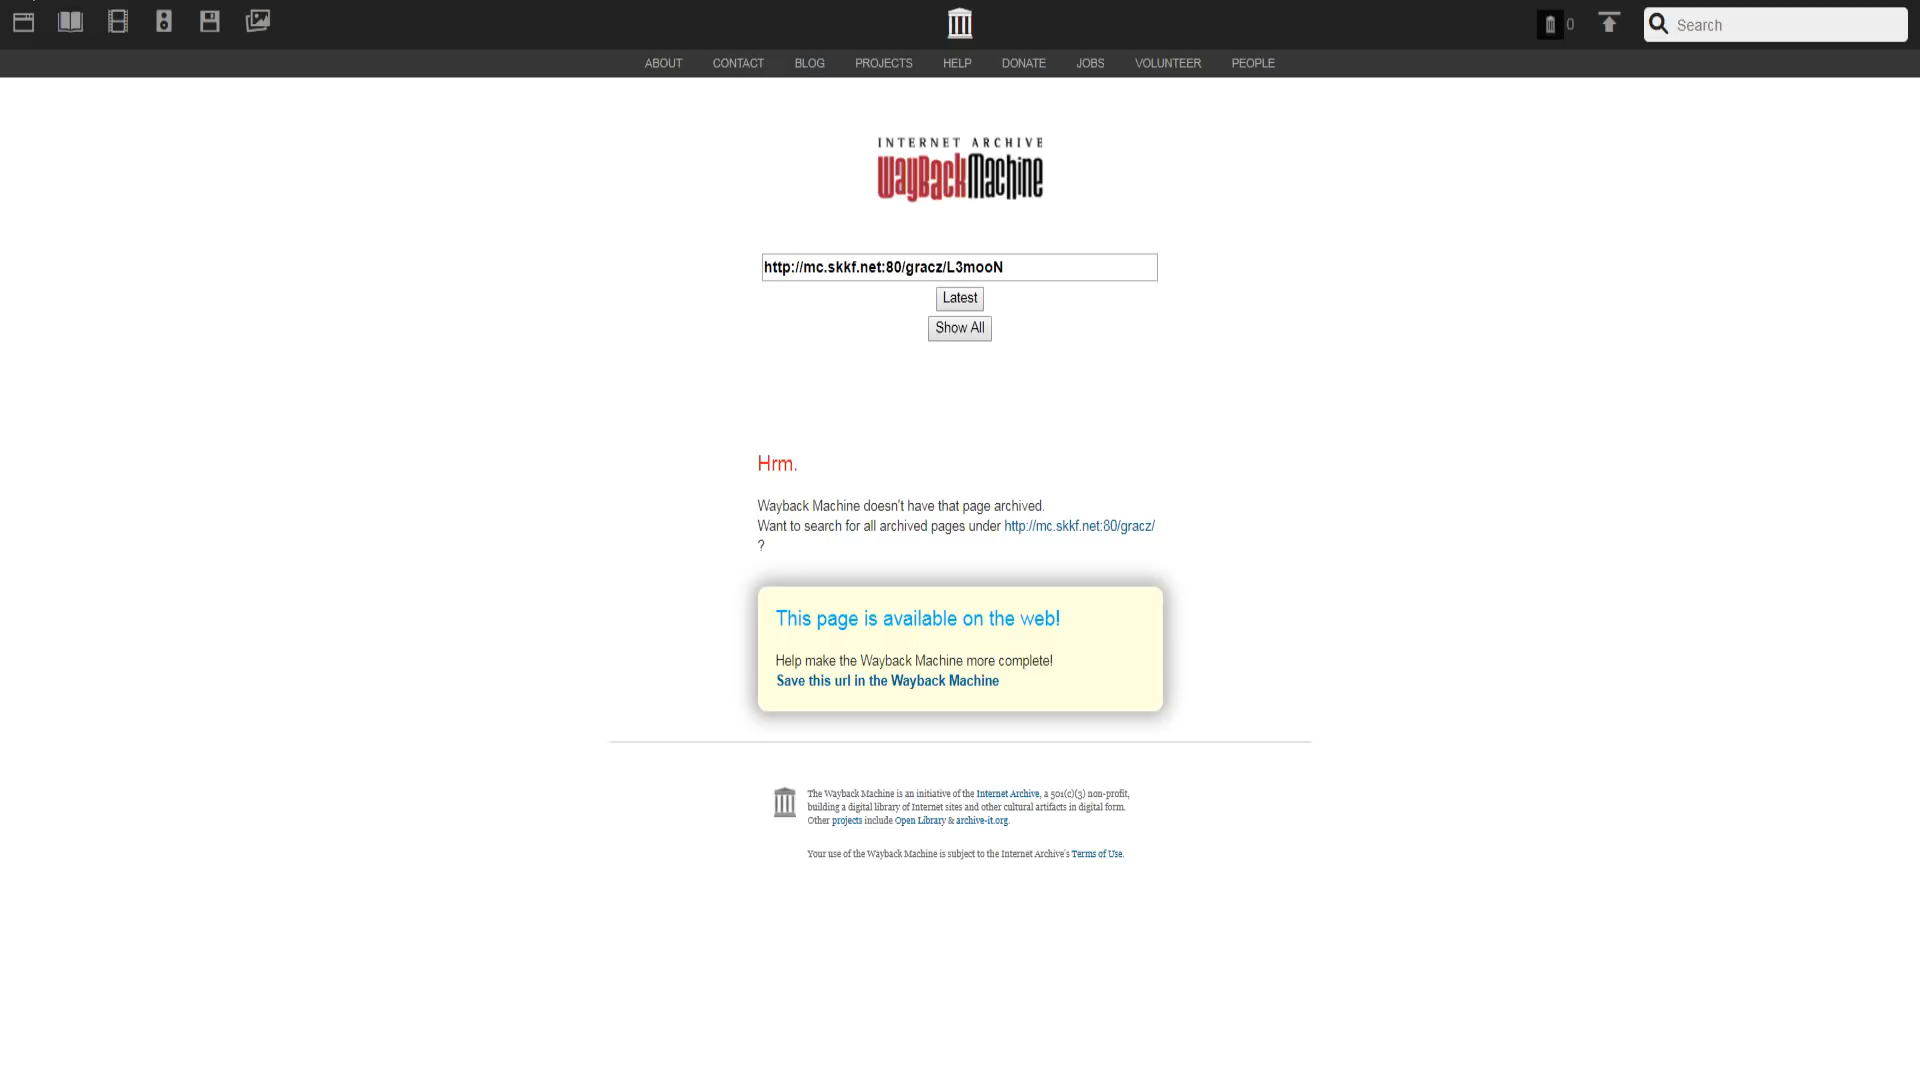 0
Search
ABOUT CONTACT BLOG PROJECTS HELP DONATE JOBS VOLUNTEER PEOPLE
INTERNET ARCHIVE
WayBackMachine
http://mc.skkf.net:80/gracz/L3mooN
Latest
Show All
Hrm.
Wayback Machine doesn't have that page archived.
Want to search for all archived pages under http://mc.skkf.net:80/gracz/
?
This page is available on the web!
Help make the Wayback Machine more complete!
Save this url in the Wayback Machine
The Wayback Machine is an initiative of the Internet Archive, a 501(c)(3) non-profit,
building a digital library of Internet sites and other cultural artifacts in digital form.
Other projects include Open Library & archive-it.org.
Your use of the Wayback Machine is subject to the Internet Archive's Terms of Use.